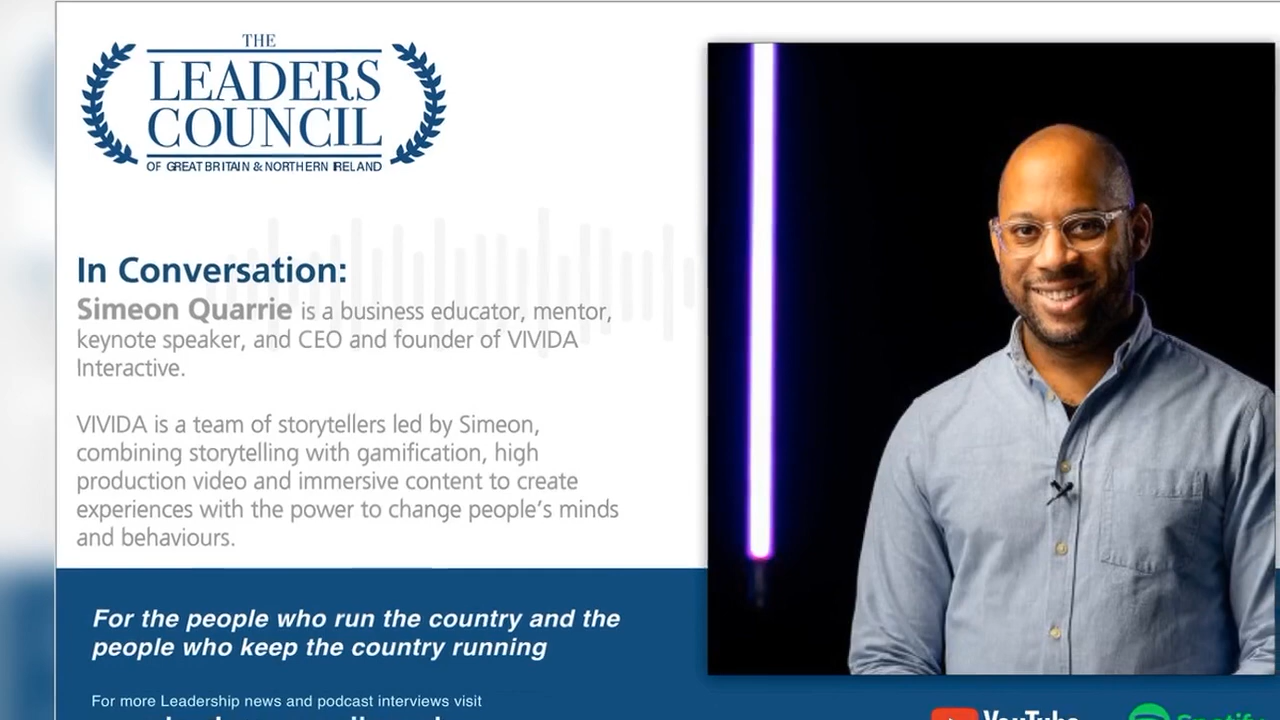 THE
LEADERS
COUNCIL
OF GREAT BRITAIN & NORTHERN IRELAND
In Conversation:
Simeon Quarrie is a business educator, mentor,
keynote speaker, and CEO and founder of VIVIDA
Interactive.
VIVIDA is a team of storytellers led by Simeon,
combining storytelling with gamification, high
production video and immersive content to create
experiences with the power to change people's minds
and behaviours.
For the people who run the country and the
people who keep the country running
For more Leadership news and podcast interviews visit
YouTube
Spotify